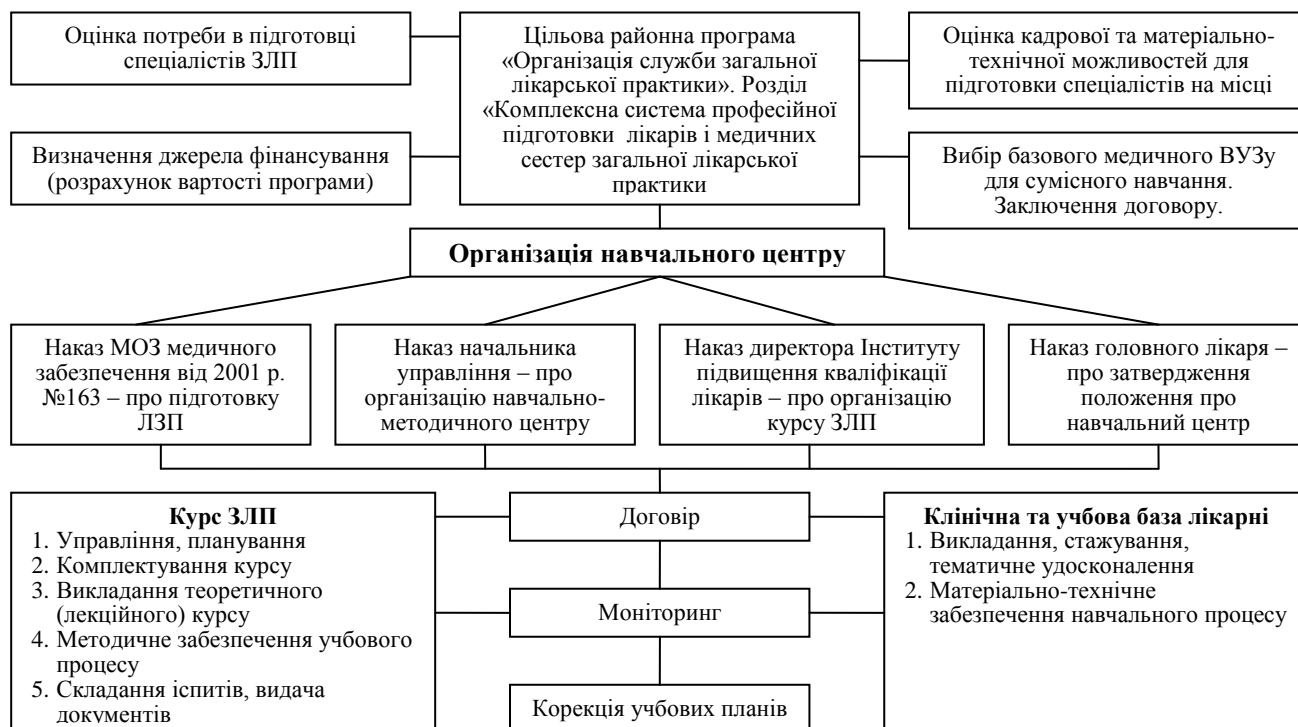 Оцінка потреби в підготовці
спеціалістів ЗЛП
Цільова районна програма
«Організація служби загальної
лікарської практики». Розділ
«Комплексна система професійної
підготовки лікарів і медичних
сестер загальної лікарської
практики
Оцінка кадрової та матеріально-
технічної можливостей для
підготовки спеціалістів на місці
Визначення джерела фінансування
(розрахунок вартості програми)
Вибір базового медичного ВУЗу
для сумісного навчання.
Заключення договору.
Організація навчального центру
Наказ МОЗ медичного
забезпечення від 2001 р.
№163 – про підготовку
ЛЗП
Наказ начальника
управління – про
організацію навчально-
методичного центру
Наказ директора Інституту
підвищення кваліфікації
лікарів – про організацію
курсу ЗЛП
Наказ головного лікаря –
про затвердження
положення про
навчальний центр
Курс ЗЛП
1. Управління, планування
2. Комплектування курсу
3. Викладання теоретичного
(лекційного) курсу
4. Методичне забезпечення учбового
процесу
5. Складання іспитів, видача
документів
Договір
Моніторинг
Корекція учбових планів
Клінічна та учбова база лікарні
1. Викладання, стажування,
тематичне удосконалення
2. Матеріально-технічне
забезпечення навчального процесу